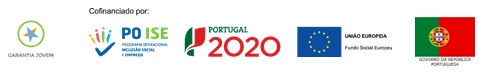 Cofinanciado por:
GARANTIA JOVEM
PO ISE
PROGRAMA OPERACIONAL
INCLUSÃO SOCIAL
E EMPREGO
PORTUGAL
2020
UNIÃO EUROPEIA
Fundo Social Europeu
GOVERNO DA REPÚBLICA
PORTUGUESA